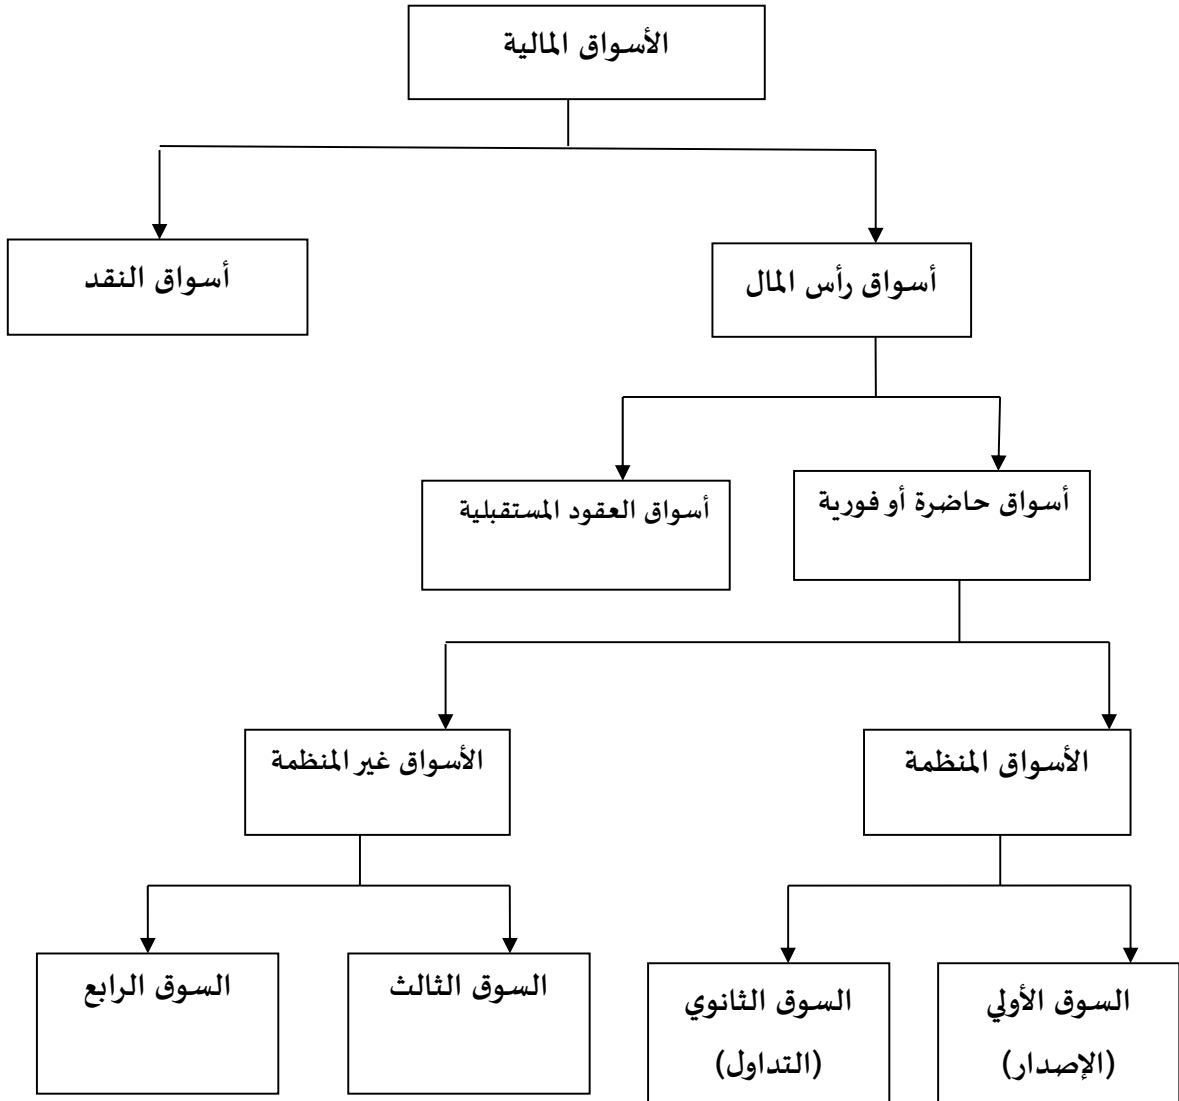 الأسواق المالية
أسواق رأس المال
أسواق النقد
أسواق حاضرة أو فورية
أسواق العقود المستقبلية
الأسواق المنظمة
الأسواق غير المنظمة
السوق الأولي
(الإصدار)
السوق الثانوي
(التداول)
السوق الثالث
السوق الرابع